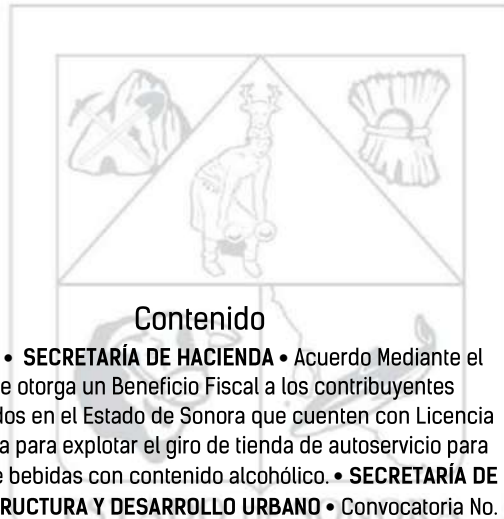 Contenido
• SECRETARÍA DE HACIENDA • Acuerdo Mediante el
e otorga un Beneficio Fiscal a los contribuyentes
dos en el Estado de Sonora que cuenten con Licencia
a para explotar el giro de tienda de autoservicio para
e bebidas con contenido alcohólico. • SECRETARÍA DE
RUCTURA Y DESARROLLO URBANO • Convocatoria No.